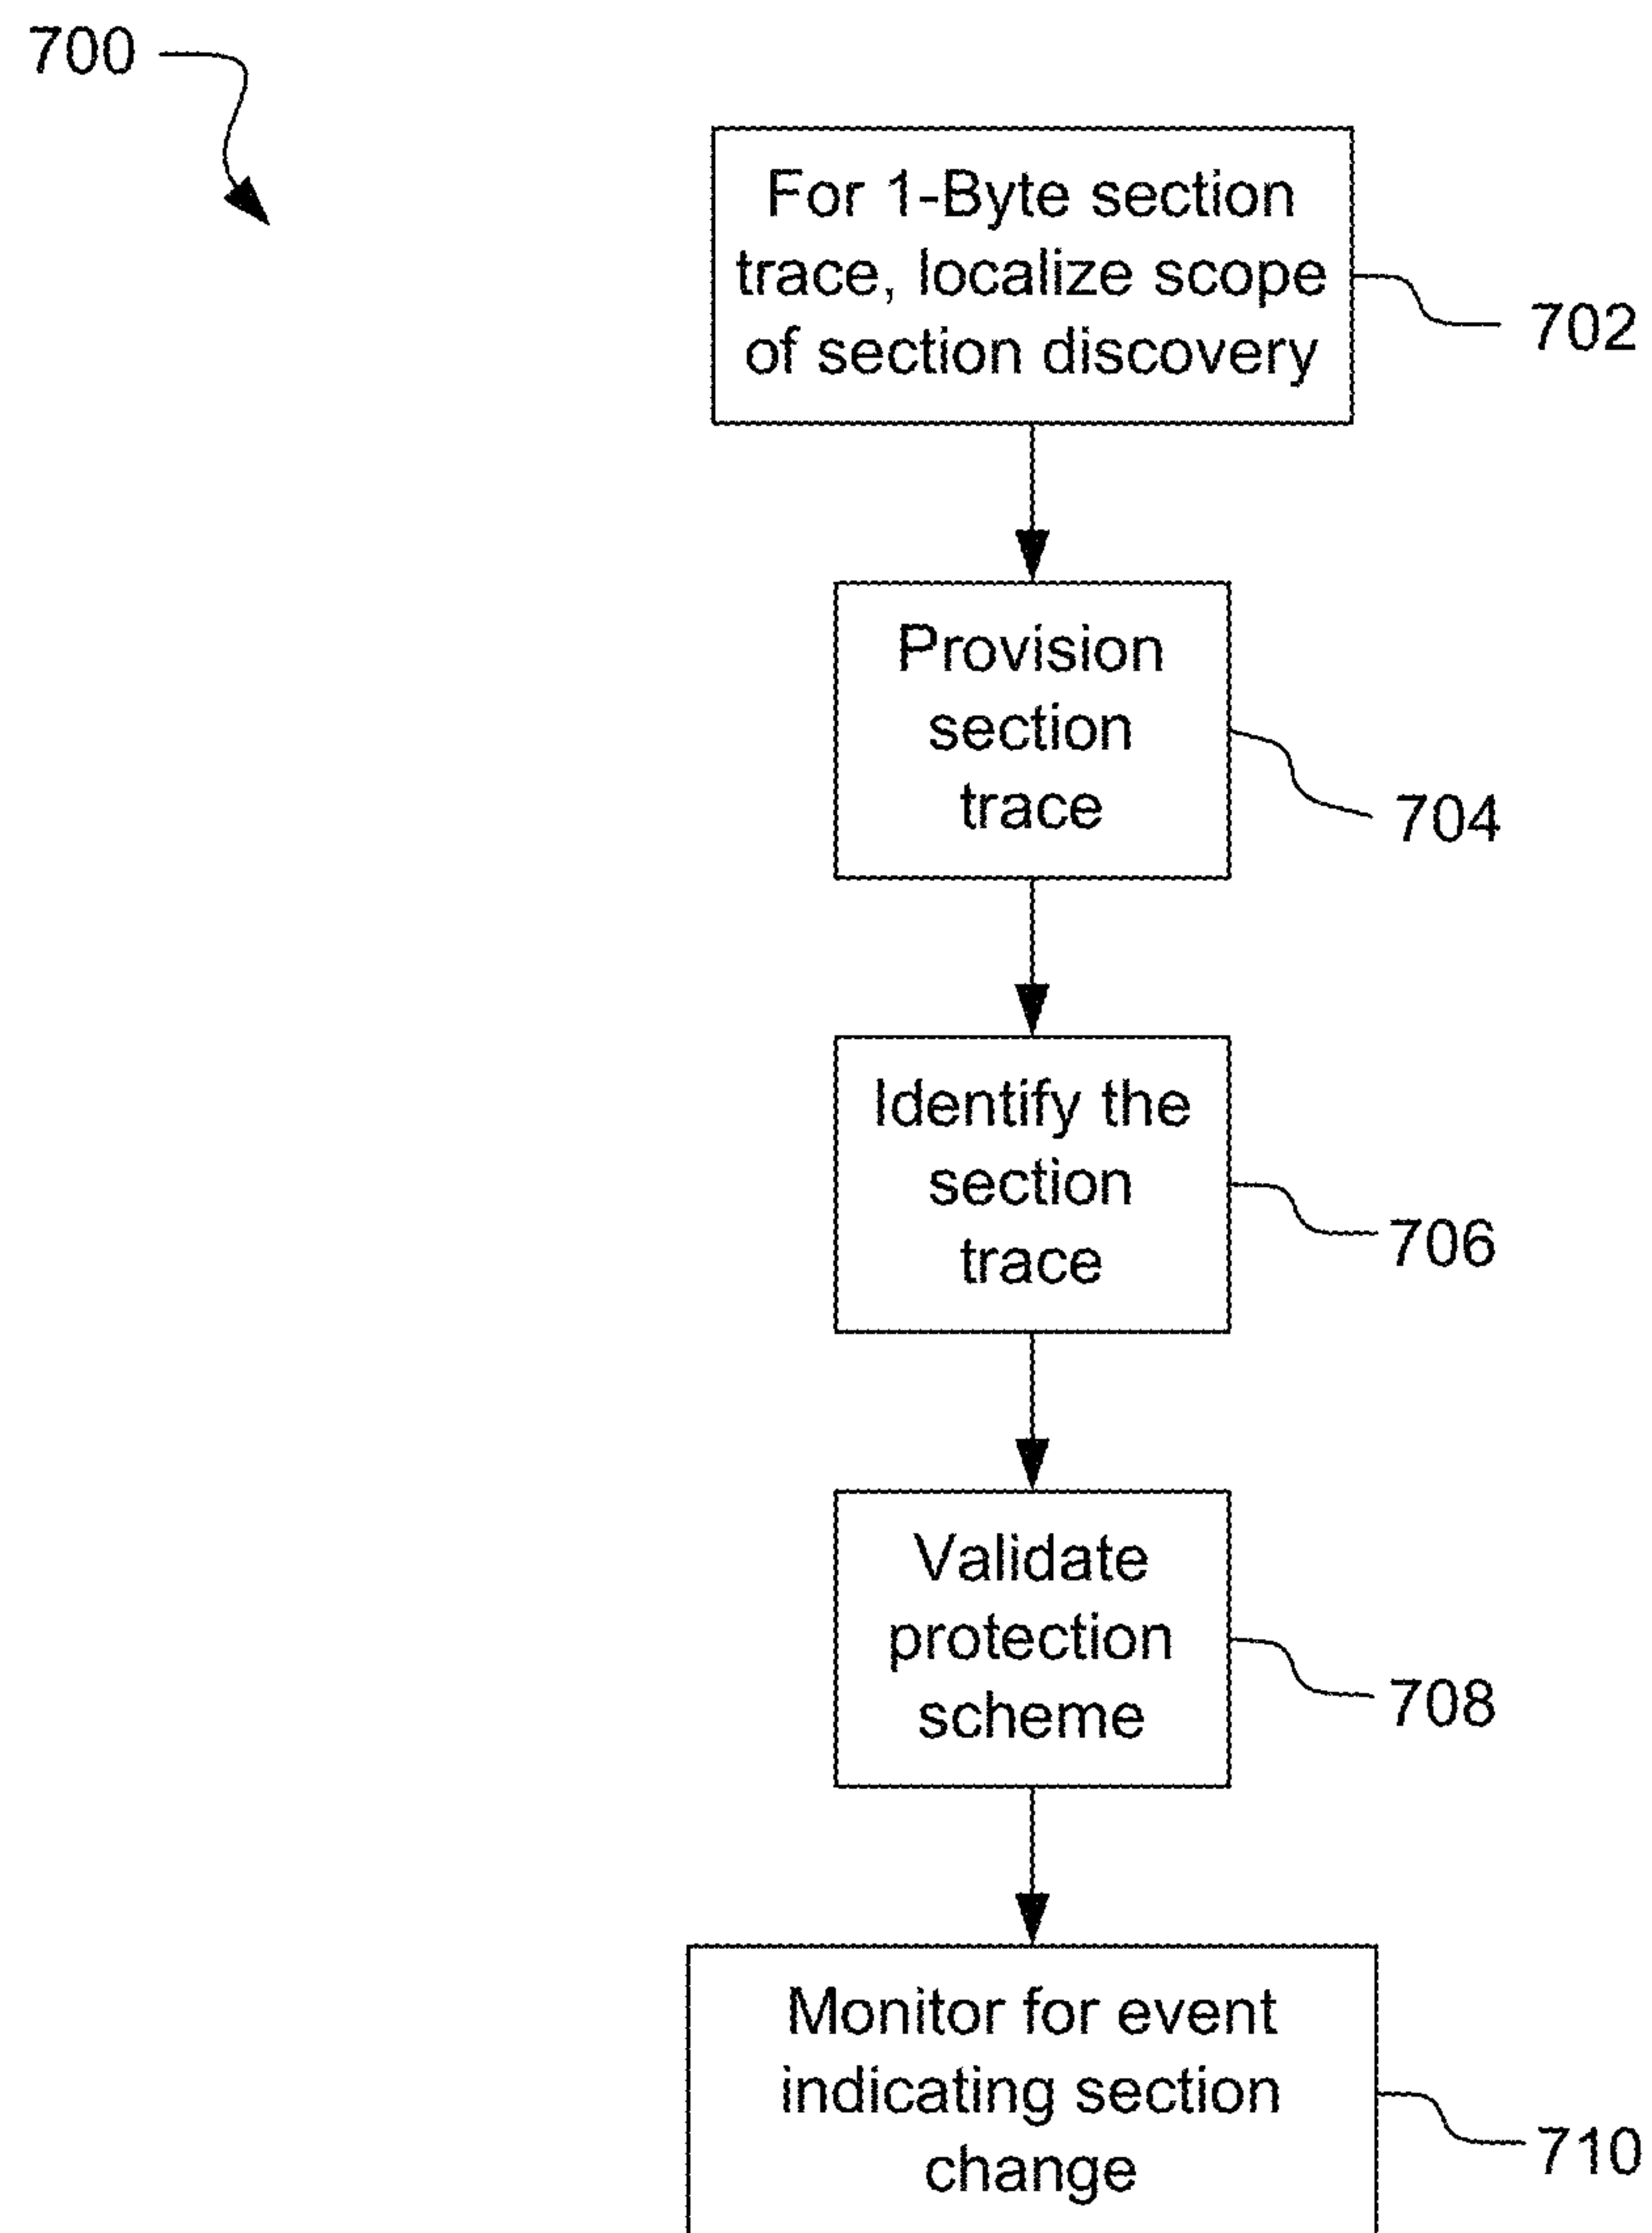 700
For 1-Byte section
trace, localize scope
of section discovery
702
Provision
section
trace
704
Identify the
section
trace
706
Validate
protection
scheme
708
Monitor for event
indicating section
change
710